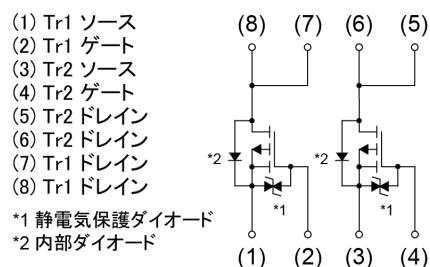 (1) Tr1 ソース
(2) Tr1 ゲート
(3) Tr2 ソース
(4) Tr2 ゲート
(5) Tr2 ドレイン
(6) Tr2 ドレイン
(7) Tr1 ドレイン
(8) Tr1 ドレイン
*1 静電気保護ダイオード
*2 内部ダイオード
(8) (7) (6) (5)
*2 *2
*1 *1
(1) (2) (3) (4)